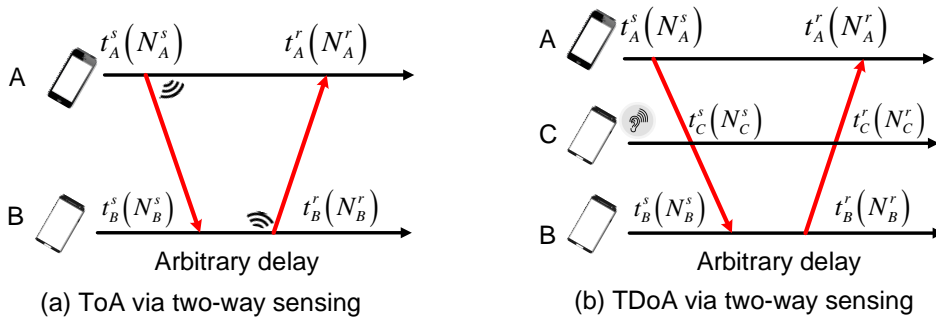 A t_A^s(N_A^s) t_A^r(N_A^r)
B t_B^s(N_B^s) t_B^r(N_B^r)
Arbitrary delay
(a) ToA via two-way sensing
A t_A^s(N_A^s) t_A^r(N_A^r)
C t_C^s(N_C^s) t_C^r(N_C^r)
B t_B^s(N_B^s) t_B^r(N_B^r)
Arbitrary delay
(b) TDoA via two-way sensing